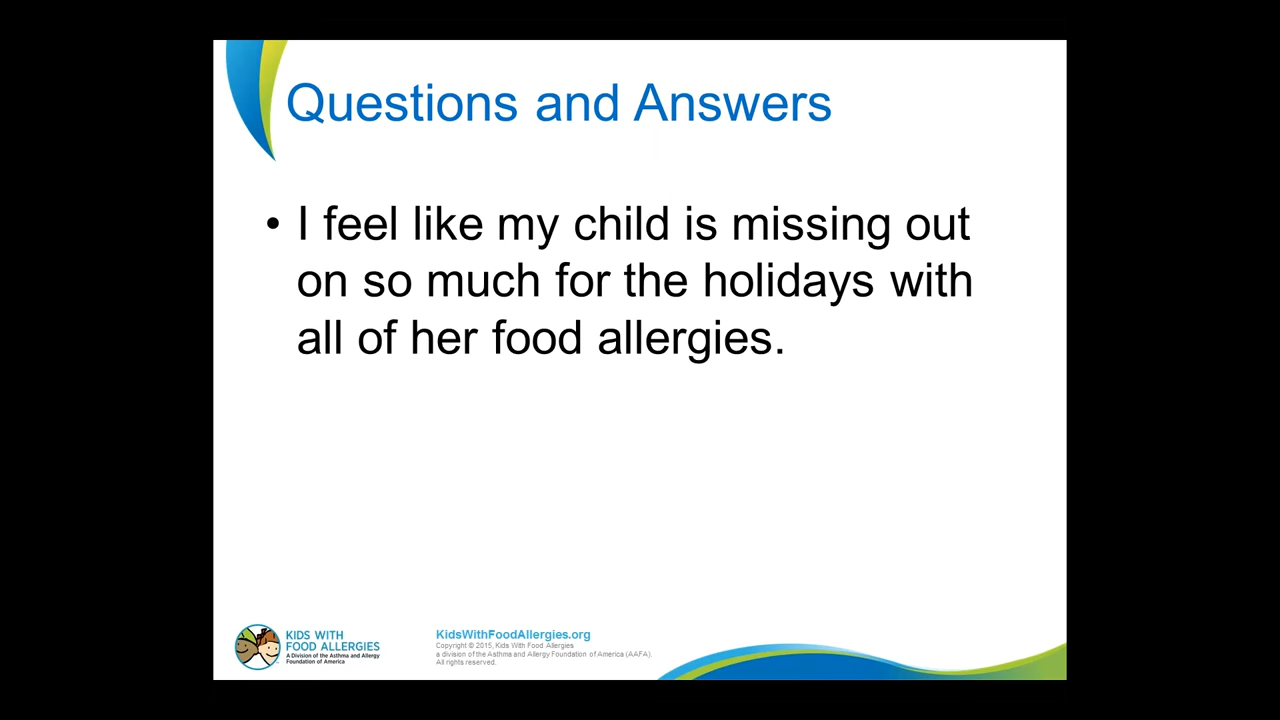 Questions and Answers
• I feel like my child is missing out
on so much for the holidays with
all of her food allergies.
KIDS WITH
FOOD ALLERGIES
A Division of the Asthma and Allergy
Foundation of America
KidsWithFoodAllergies.org
Copyright © 2015, Kids With Food Allergies
a division of the Asthma and Allergy Foundation of America (AAFA).
All rights reserved.